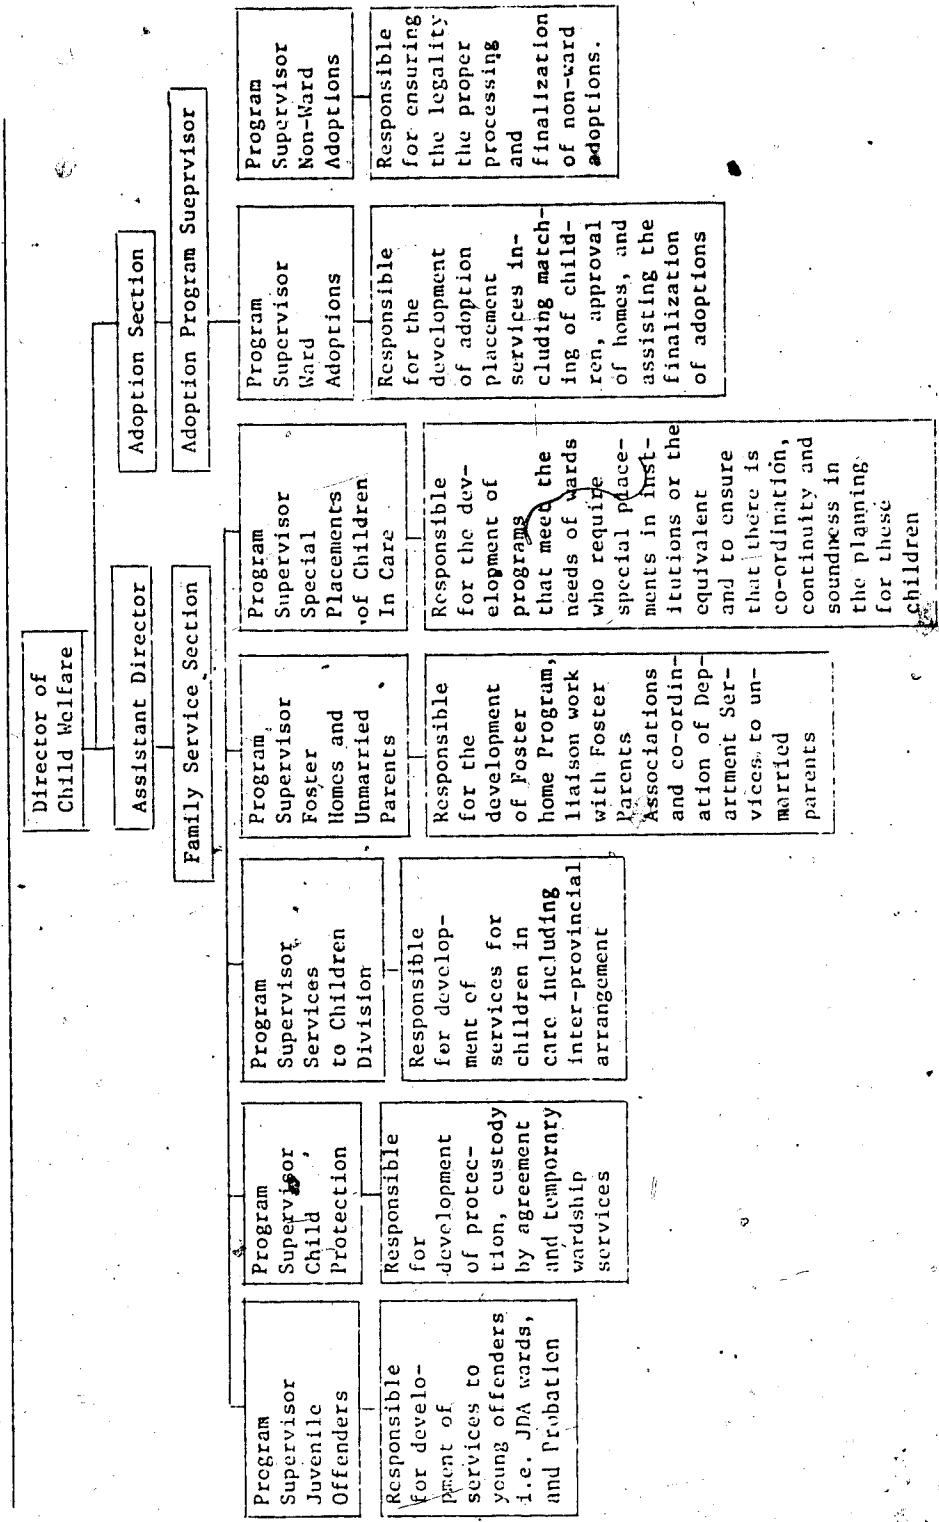 Director of
Child Welfare
Assistant Director
Adoption Section
Family Service Section
Adoption Program Sueprvisor
Program
Supervisor
Juvenile
Offenders
Program
Supervisor
Child
Protection
Program
Supervisor
Services
to Children
Division
Program
Supervisor
Foster
Homes and
Unmarried
Parents
Program
Supervisor
Special
Placements
of Children
In Care
Program
Supervisor
Ward
Adoptions
Program
Supervisor
Non-Ward
Adoptions
Responsible
for develo-
pment of
services to
young offenders
i.e. JDA wards,
and Probation
Responsible
for
development
of protec-
tion, custody
by agreement
and temporary
wardship
services
Responsible
for develop-
ment of
services for
children in
care including
inter-provincial
arrangement
Responsible
for the
development
of Foster
home Program,
liaison work
with Foster
Parents
Associations
and co-ordin-
ation of Dep-
artment Ser-
vices to un-
married
parents
Responsible
for the dev-
elopment of
programs
that meet the
needs of wards
who require
special place-
ments in inst-
itutions or the
equivalent
and to ensure
that there is
co-ordination,
continuity and
soundness in
the planning
for these
children
Responsible
for the
development
of adoption
placement
services in-
cluding match-
ing of child-
ren, approval
of homes, and
assisting the
finalization
of adoptions
Responsible
for ensuring
the legality
the proper
processing
and
finalization
of non-ward
adoptions.